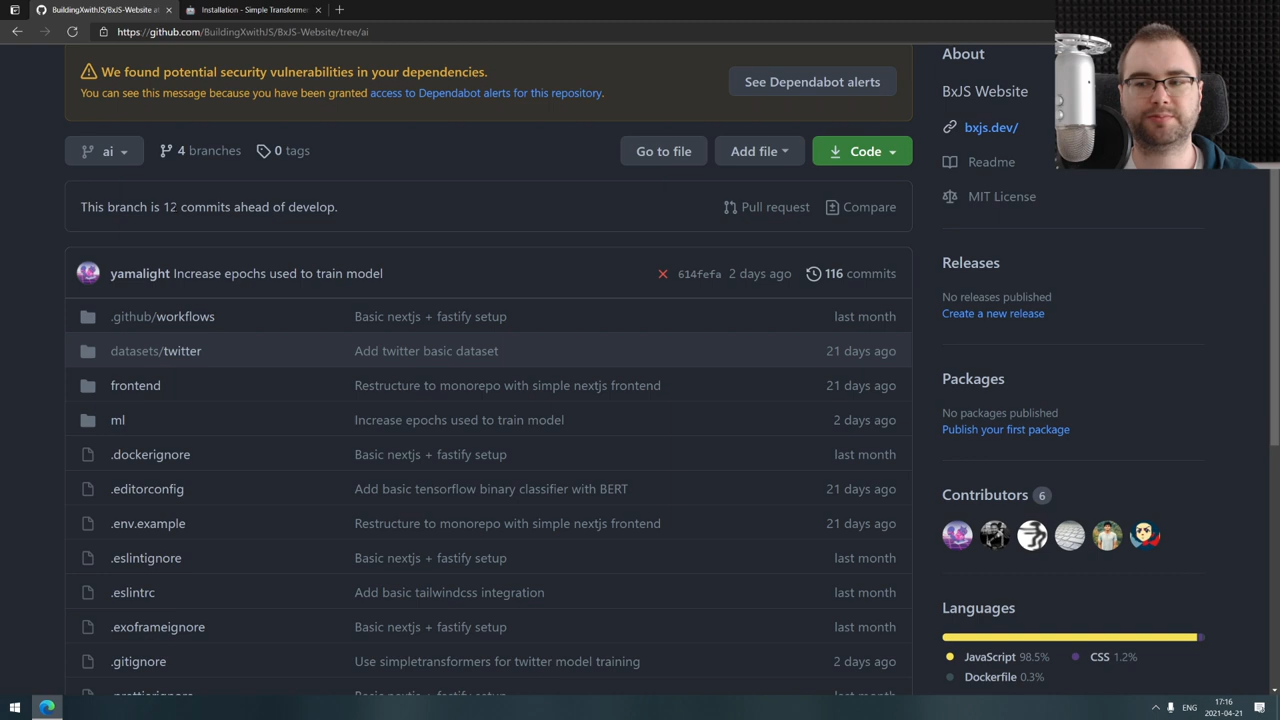 BuildingXwithJS/BxJS-Website at
Installation - Simple Transforme
https://github.com/BuildingXwithJS/BxJS-Website/tree/ai
We found potential security vulnerabilities in your dependencies.
You can see this message because you have been granted access to Dependabot alerts for this repository.
See Dependabot alerts
ai
4 branches
0 tags
Go to file
Add file
Code
This branch is 12 commits ahead of develop.
Pull request
Compare
yamalight Increase epochs used to train model
614fefa 2 days ago
116 commits
.github/workflows Basic nextjs + fastify setup last month
datasets/twitter Add twitter basic dataset 21 days ago
frontend Restructure to monorepo with simple nextjs frontend 21 days ago
ml Increase epochs used to train model 2 days ago
.dockerignore Basic nextjs + fastify setup last month
.editorconfig Add basic tensorflow binary classifier with BERT 21 days ago
.env.example Restructure to monorepo with simple nextjs frontend 21 days ago
.eslintignore Basic nextjs + fastify setup last month
.eslintrc Add basic tailwindcss integration last month
.exoframeignore Basic nextjs + fastify setup last month
.gitignore Use simpletransformers for twitter model training 2 days ago
.prettierignore Basic nextjs + fastify setup last month
About
BxJS Website
bxjs.dev/
Readme
MIT License
Releases
No releases published
Create a new release
Packages
No packages published
Publish your first package
Contributors 6
Languages
JavaScript 98.5%
CSS 1.2%
Dockerfile 0.3%
ENG
17:16
2021-04-21